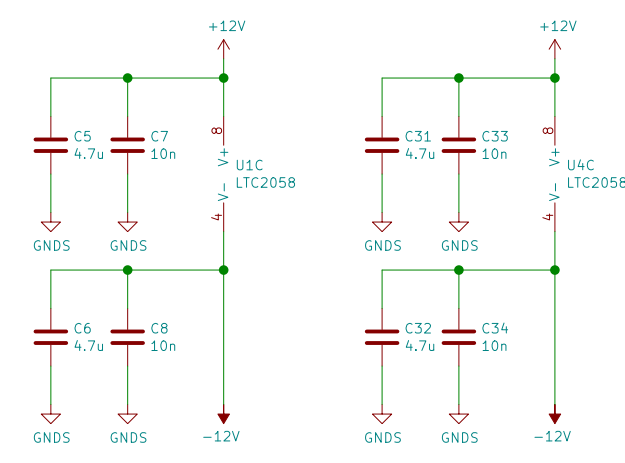 +12V
+12V
C5
4.7u
C7
10n
8
V+
U1C
LTC2058
V-
4
C31
4.7u
C33
10n
8
V+
U4C
LTC2058
V-
4
GNDS
GNDS
GNDS
GNDS
C6
4.7u
C8
10n
C32
4.7u
C34
10n
GNDS
GNDS
-12V
GNDS
GNDS
-12V